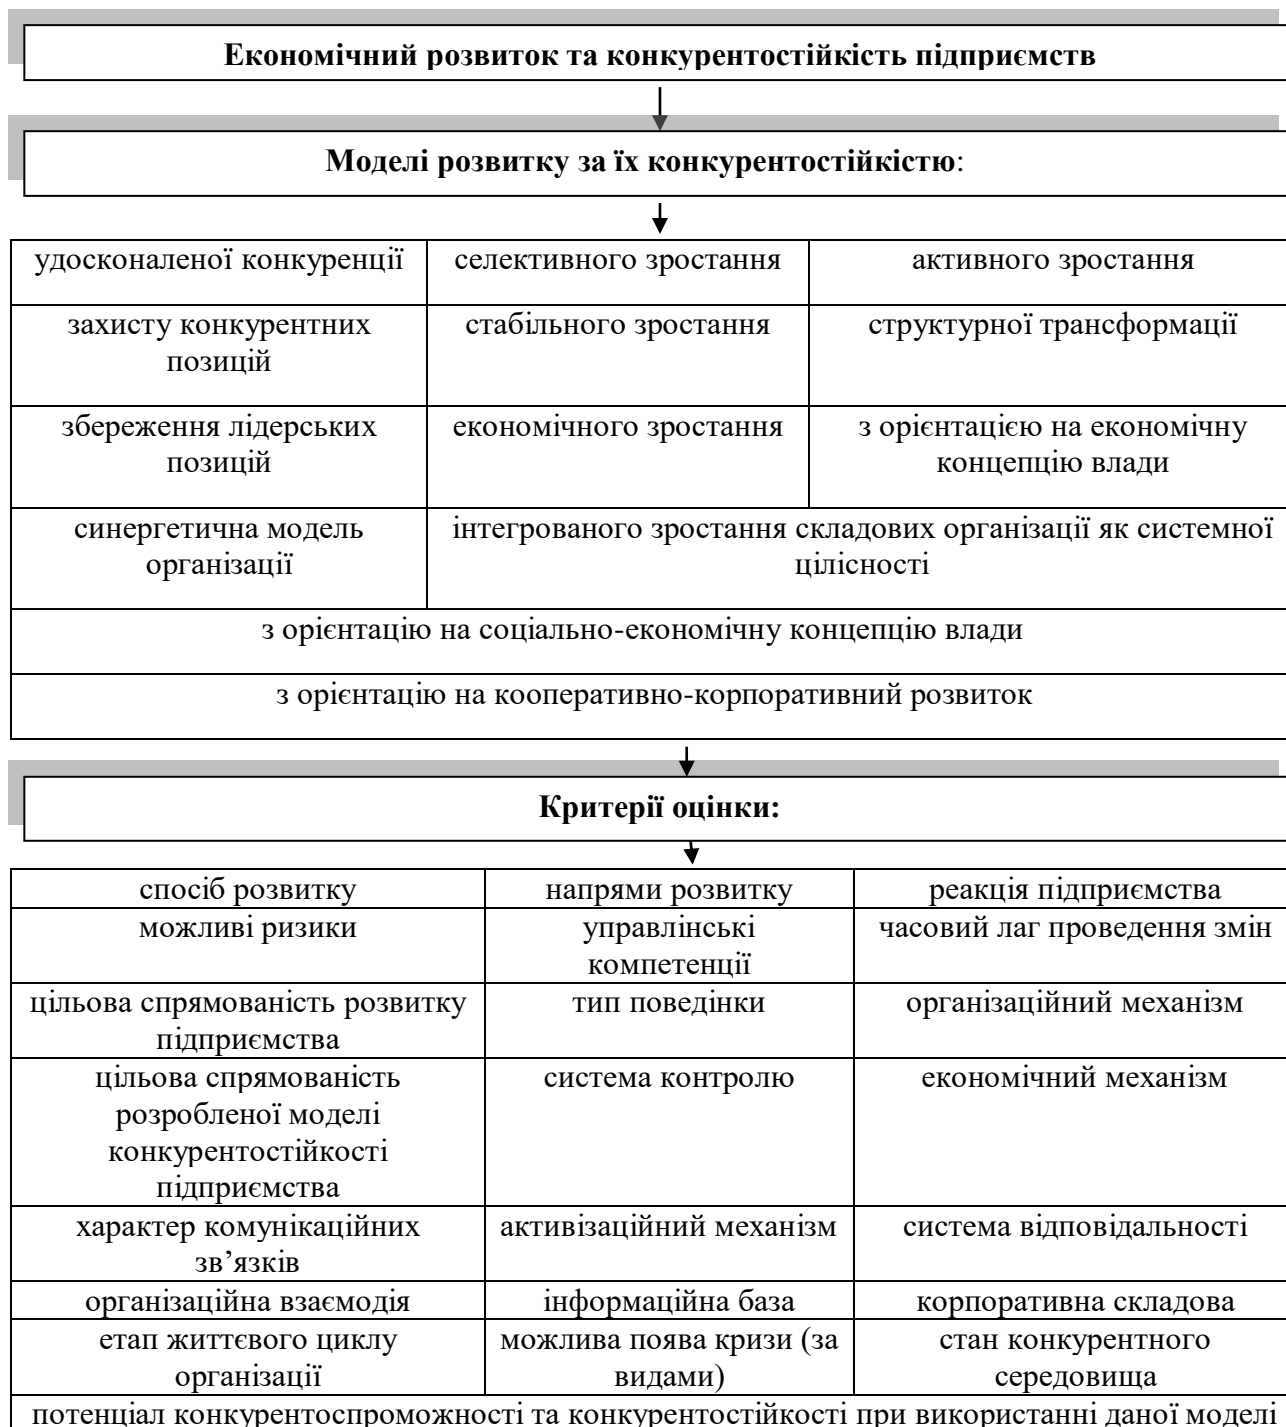 Економічний розвиток та конкурентостійкість підприємств
Моделі розвитку за їх конкурентостійкістю:
удосконаленої конкуренції
селективного зростання
активного зростання
захисту конкурентних
позицій
стабільного зростання
структурної трансформації
збереження лідерських
позицій
економічного зростання
з орієнтацією на економічну
концепцію влади
синергетична модель
організації
інтегрованого зростання складових організації як системної
цілісності
з орієнтацію на соціально-економічну концепцію влади
з орієнтацію на кооперативно-корпоративний розвиток
Критерії оцінки:
спосіб розвитку
напрями розвитку
реакція підприємства
можливі ризики
управлінські
компетенції
часовий лаг проведення змін
цільова спрямованість розвитку
підприємства
тип поведінки
організаційний механізм
цільова спрямованість
розробленої моделі
конкурентостійкості
підприємства
система контролю
економічний механізм
характер комунікаційних
зв’язків
активізаційний механізм
система відповідальності
організаційна взаємодія
інформаційна база
корпоративна складова
етап життєвого циклу
організації
можлива поява кризи (за
видами)
стан конкурентного
середовища
потенціал конкурентоспроможності та конкурентостійкості при використанні даної моделі